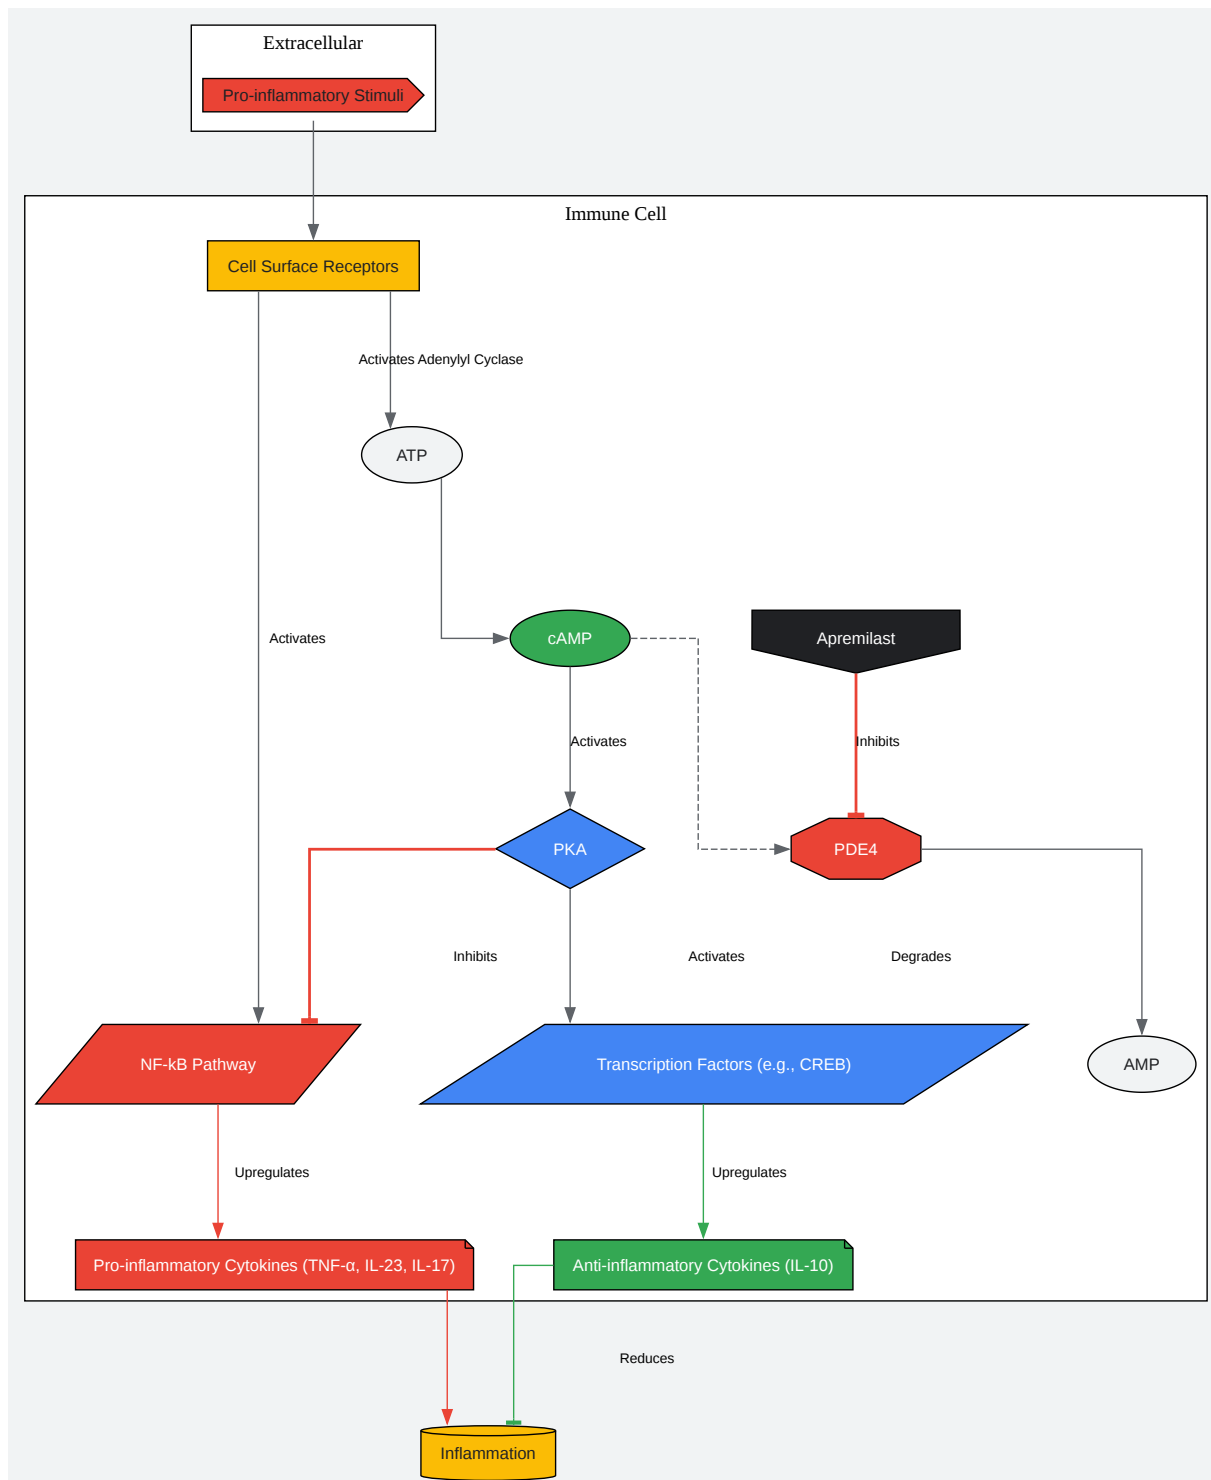 Extracellular
Pro-inflammatory Stimuli
Immune Cell
Cell Surface Receptors
Activates Adenylyl Cyclase
ATP
Activates
cAMP
Apremilast
Activates
Inhibits
PKA
PDE4
Inhibits
Activates
Degrades
NF-kB Pathway
Transcription Factors (e.g., CREB)
AMP
Upregulates
Upregulates
Pro-inflammatory Cytokines (TNF-α, IL-23, IL-17)
Anti-inflammatory Cytokines (IL-10)
Reduces
Inflammation